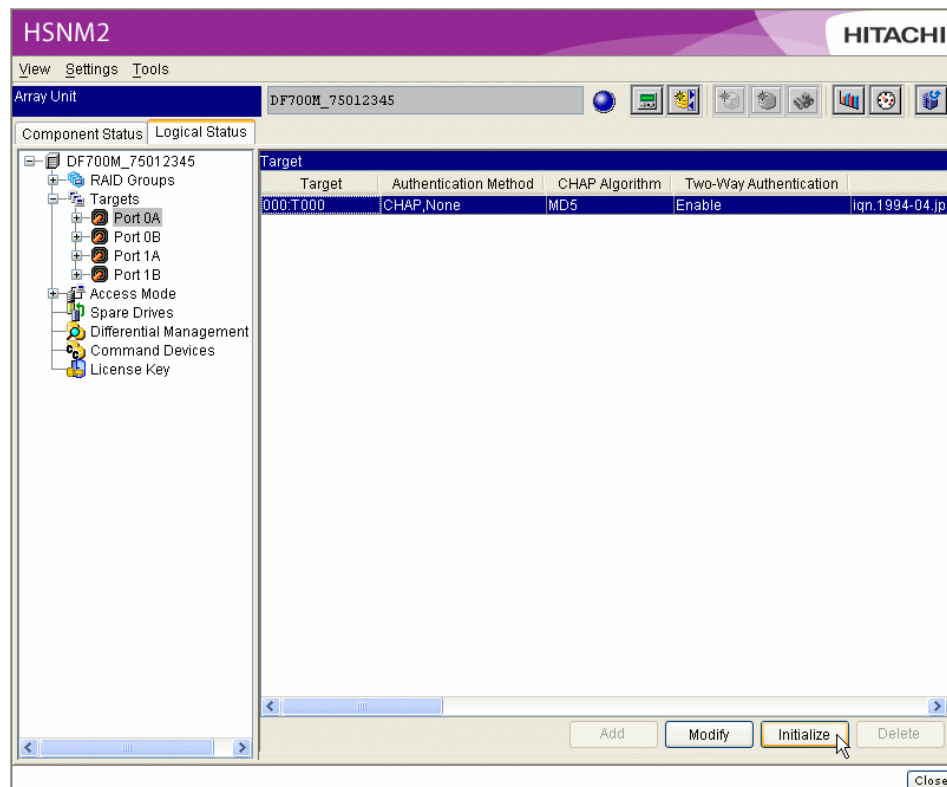 HSNM2
HITACHI
View Settings Tools
Array Unit
DF700M_75012345
Component Status
Logical Status
DF700M_75012345
RAID Groups
Targets
Port 0A
Port 0B
Port 1A
Port 1B
Access Mode
Spare Drives
Differential Management
Command Devices
License Key
Target
Target Authentication Method CHAP Algorithm Two-Way Authentication
000:T000 CHAP,None MD5 Enable iqn.1994-04.jp
Add Modify Initialize Delete
Close